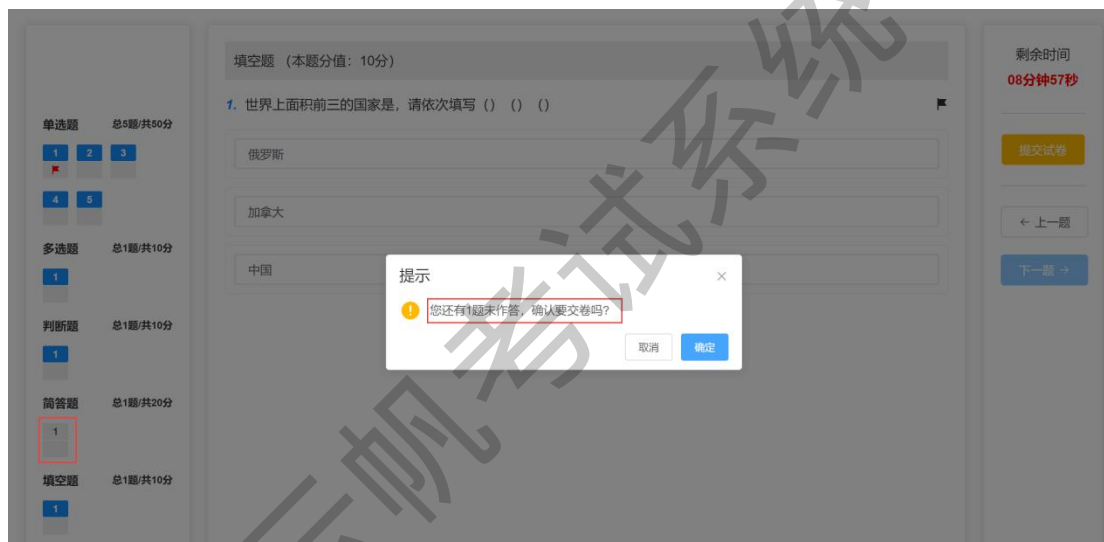 单选题 总5题/共50分
1 2 3
4 5
多选题 总1题/共10分
1
判断题 总1题/共10分
1
简答题 总1题/共20分
1
填空题 总1题/共10分
1
填空题 (本题分值：10分)
1. 世界上面积前三的国家是，请依次填写 () () ()
俄罗斯
加拿大
中国
提示
您还有1题未作答，确认要交卷吗?
取消 确定
剩余时间
08分钟57秒
提交试卷
← 上一题
下一题 →
云帆考试系统